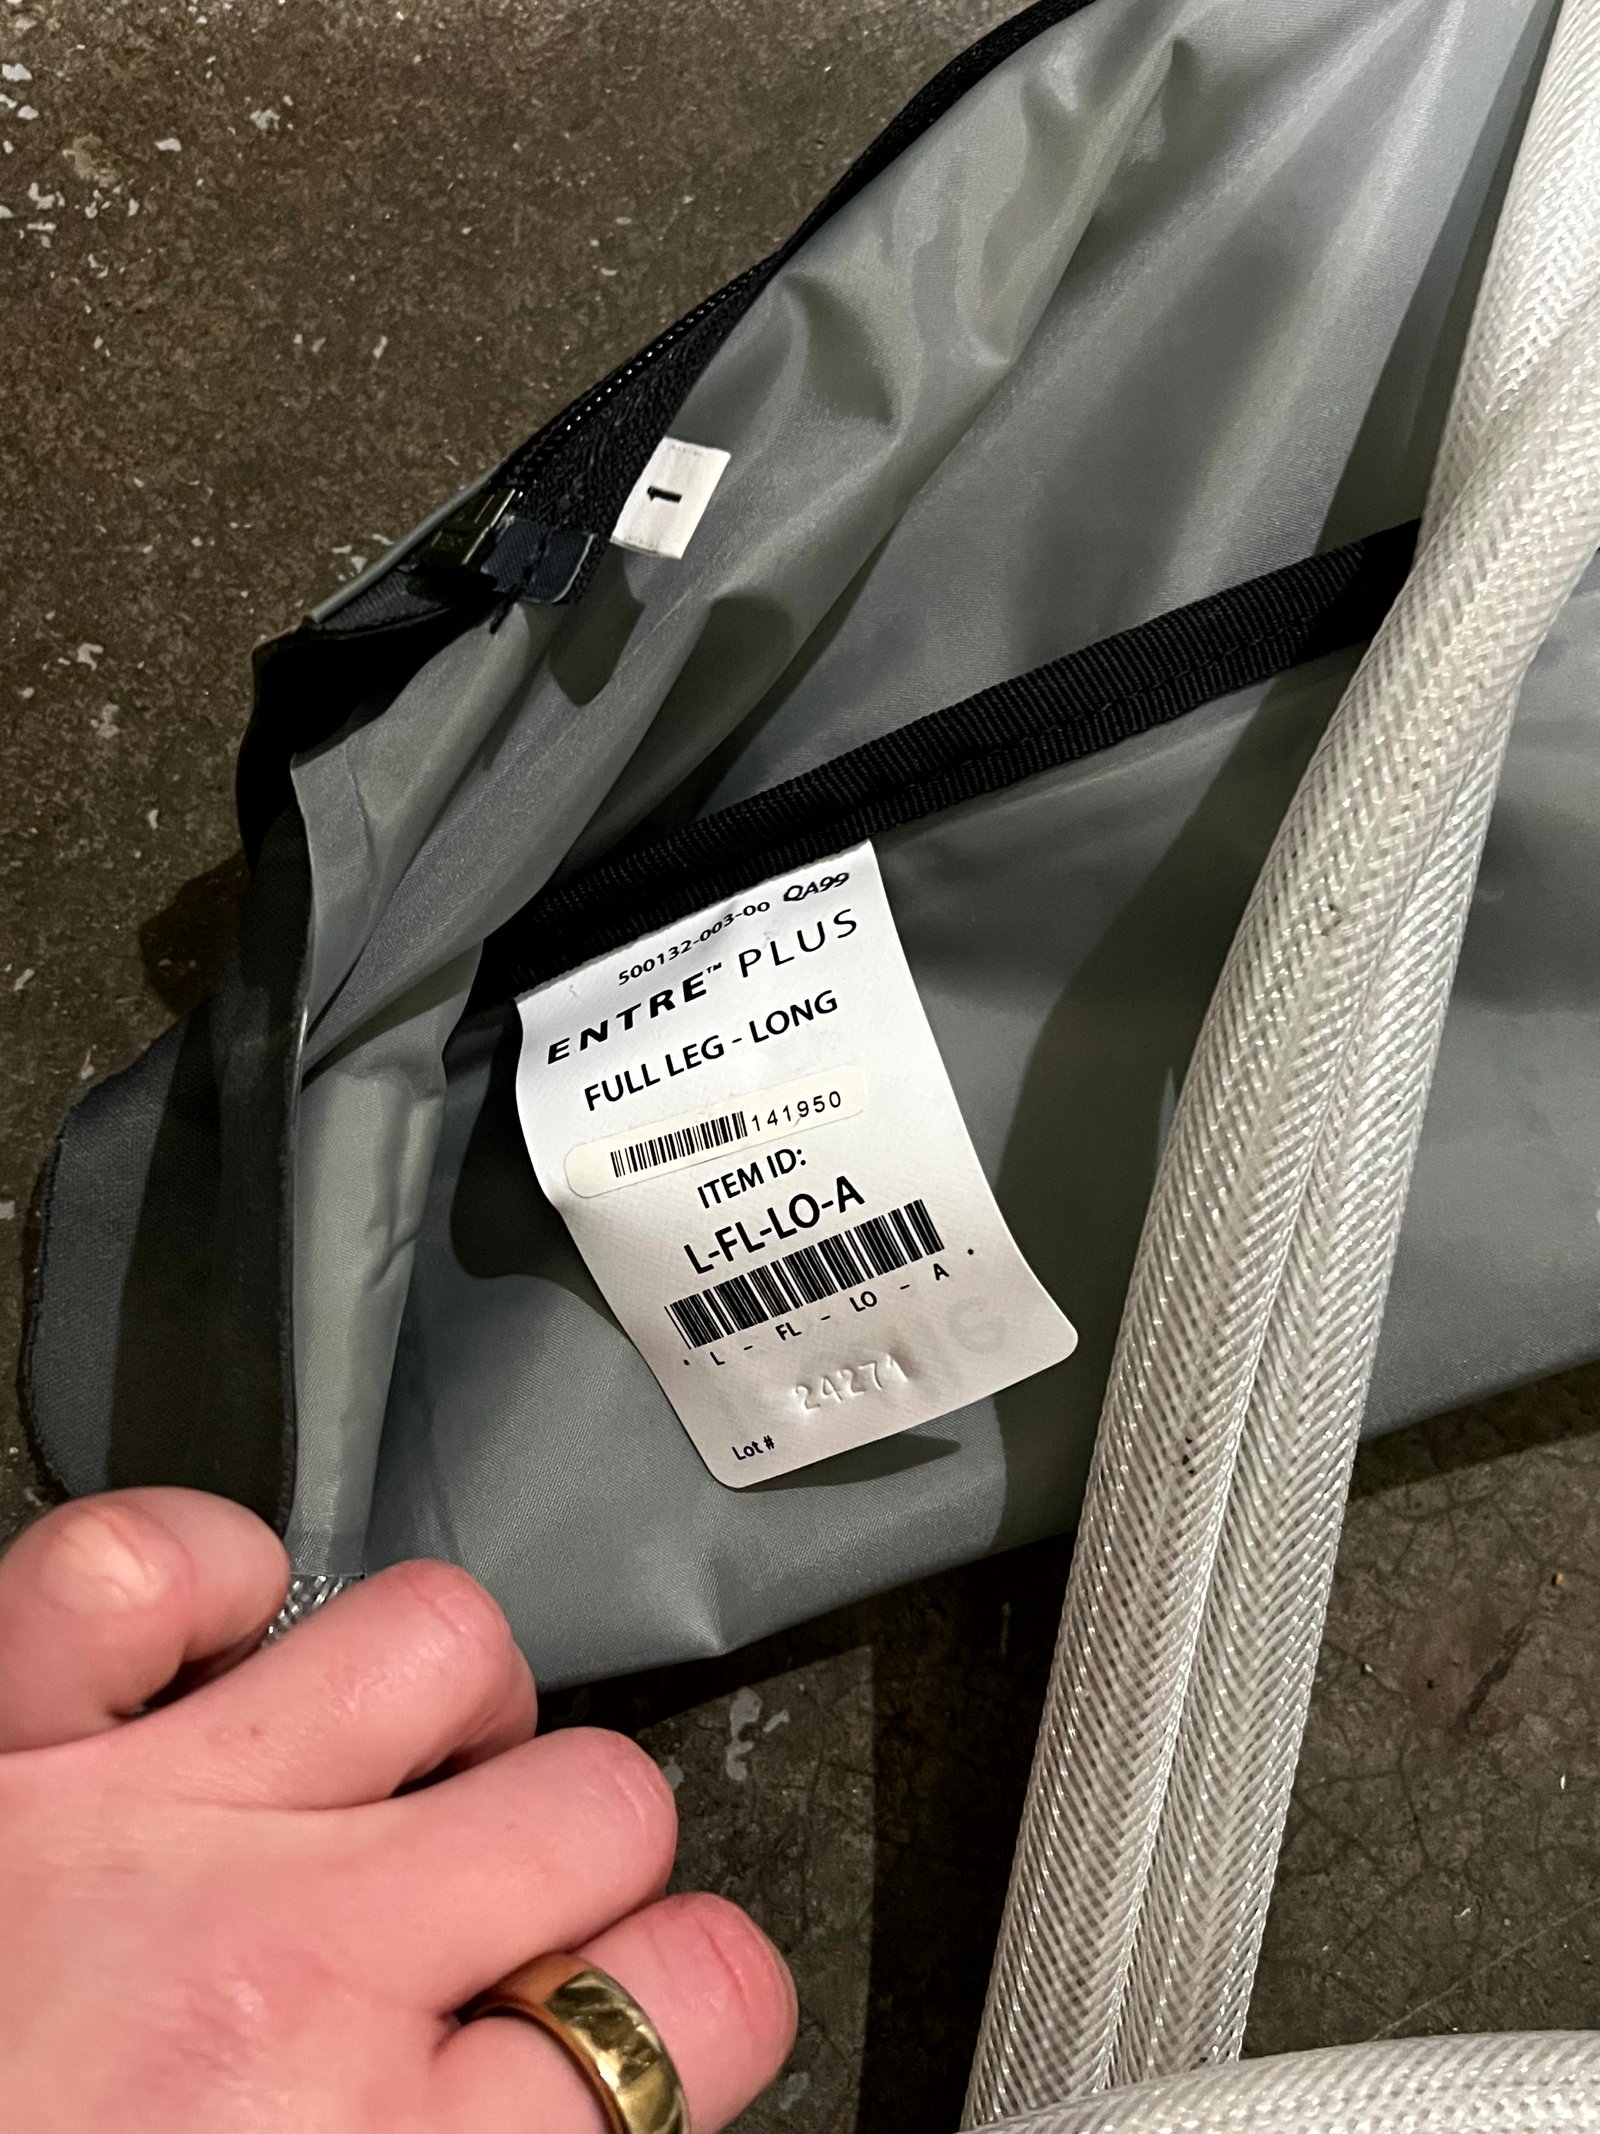 1
500132-003-00 QA99
ENTRE™ PLUS
FULL LEG - LONG
141950
ITEM ID:
L-FL-LO-A
* L - FL - LO - A *
24271
Lot #